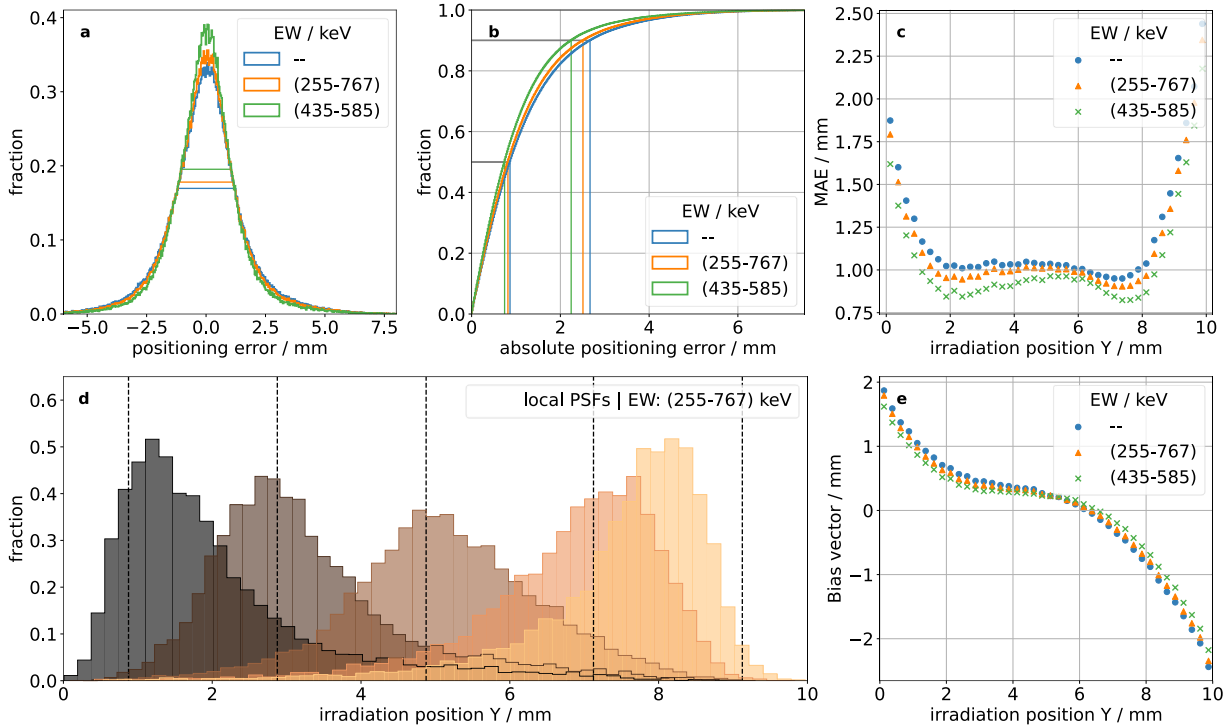 a
EW / keV
--
(255-767)
(435-585)
fraction
0.4
0.3
0.2
0.1
0.0
−5.0 −2.5 0.0 2.5 5.0 7.5
positioning error / mm
b
EW / keV
--
(255-767)
(435-585)
fraction
1.0
0.8
0.6
0.4
0.2
0.0
0 2 4 6
absolute positioning error / mm
c
EW / keV
--
(255-767)
(435-585)
MAE / mm
2.50
2.25
2.00
1.75
1.50
1.25
1.00
0.75
0 2 4 6 8 10
irradiation position Y / mm
d
local PSFs | EW: (255-767) keV
fraction
0.6
0.5
0.4
0.3
0.2
0.1
0.0
0 2 4 6 8 10
irradiation position Y / mm
e
EW / keV
--
(255-767)
(435-585)
Bias vector / mm
2
1
0
−1
−2
0 2 4 6 8 10
irradiation position Y / mm